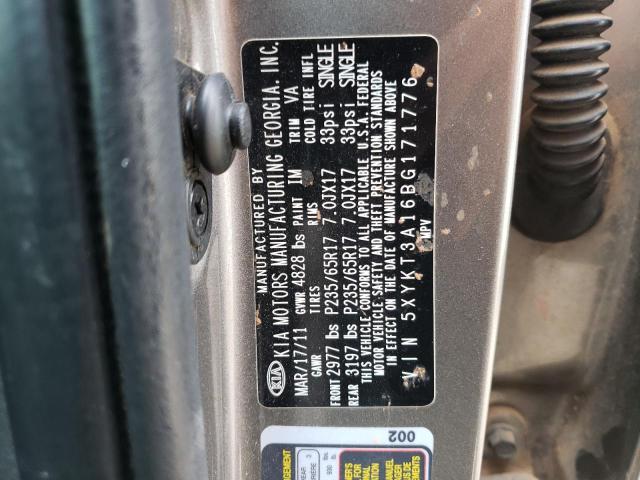 MANUFACTURED BY
KIA KIA MOTORS MANUFACTURING GEORGIA, INC.
MAR/17/11 GVWR 4828 lbs PAINT IM TRIM VA
GAWR TIRES RIMS COLD TIRE INFL
FRONT 2977 lbs P235/65R17 7.0JX17 33psi SINGLE
REAR 3197 lbs P235/65R17 7.0JX17 33psi SINGLE
THIS VEHICLE CONFORMS TO ALL APPLICABLE U.S.A. FEDERAL
MOTOR VEHICLE SAFETY AND THEFT PREVENTION STANDARDS
IN EFFECT ON THE DATE OF MANUFACTURE SHOWN ABOVE
VIN 5XYKT3A16BG171776
MPV
002